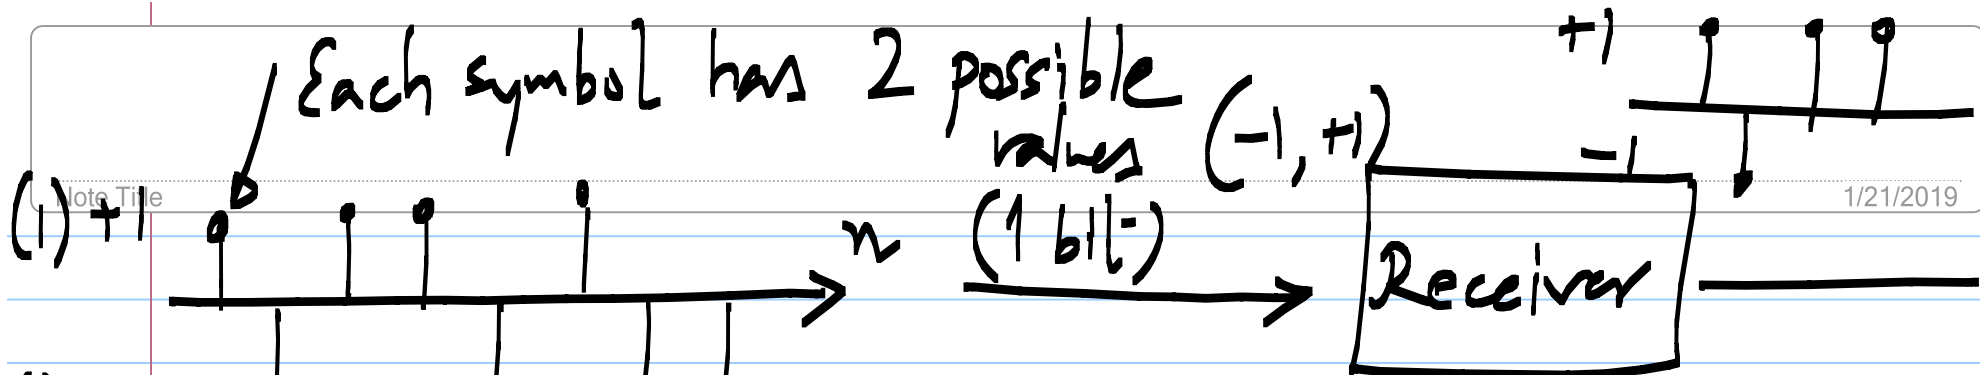 Each symbol has 2 possible
values (-1, +1)
(1 bit)
+1
-1
Note Title
1/21/2019
(1) +1
n
Receiver